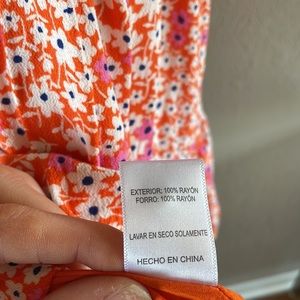 EXTERIOR: 100% RAYÓN
FORRO: 100% RAYÓN
LAVAR EN SECO SOLAMENTE
HECHO EN CHINA